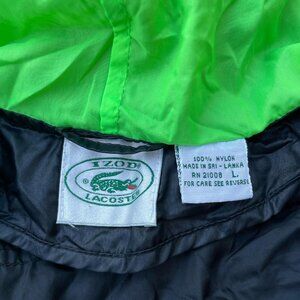 IZOD
®
LACOSTE
100% NYLON
MADE IN SRI-LANKA
RN 21008 L.
FOR CARE SEE REVERSE